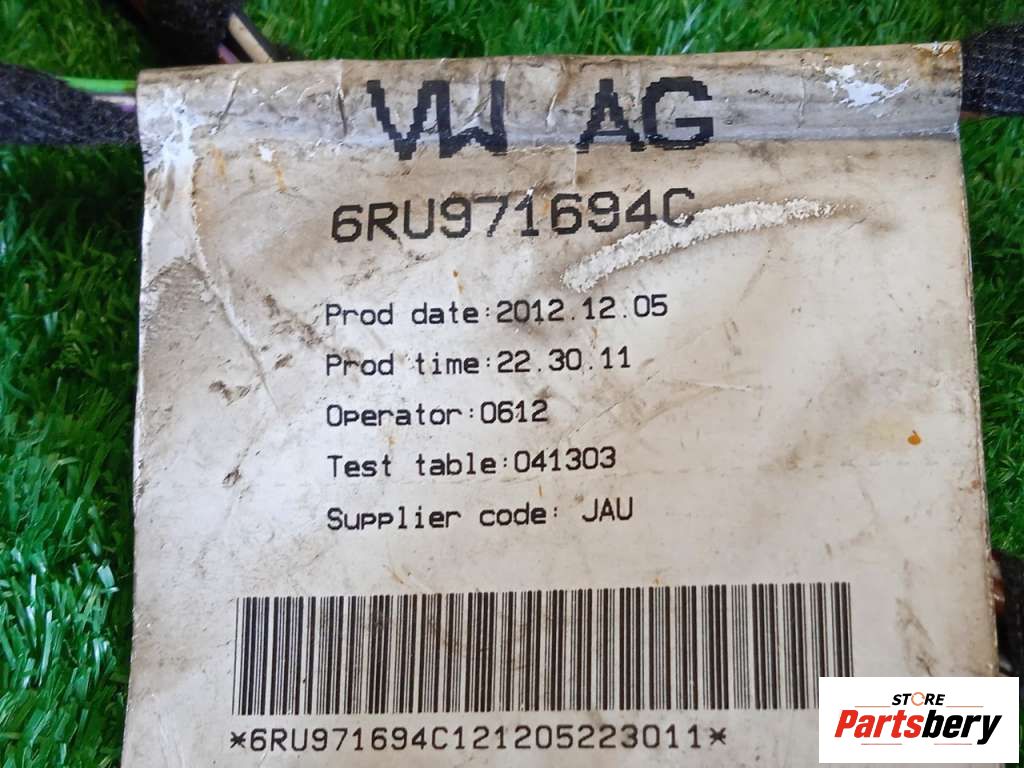 VW AG
6RU971694C
Prod date:2012.12.05
Prod time:22.30.11
Operator:0612
Test table:041303
Supplier code: JAU
*6RU971694C121205223011*
STORE
Partsbery